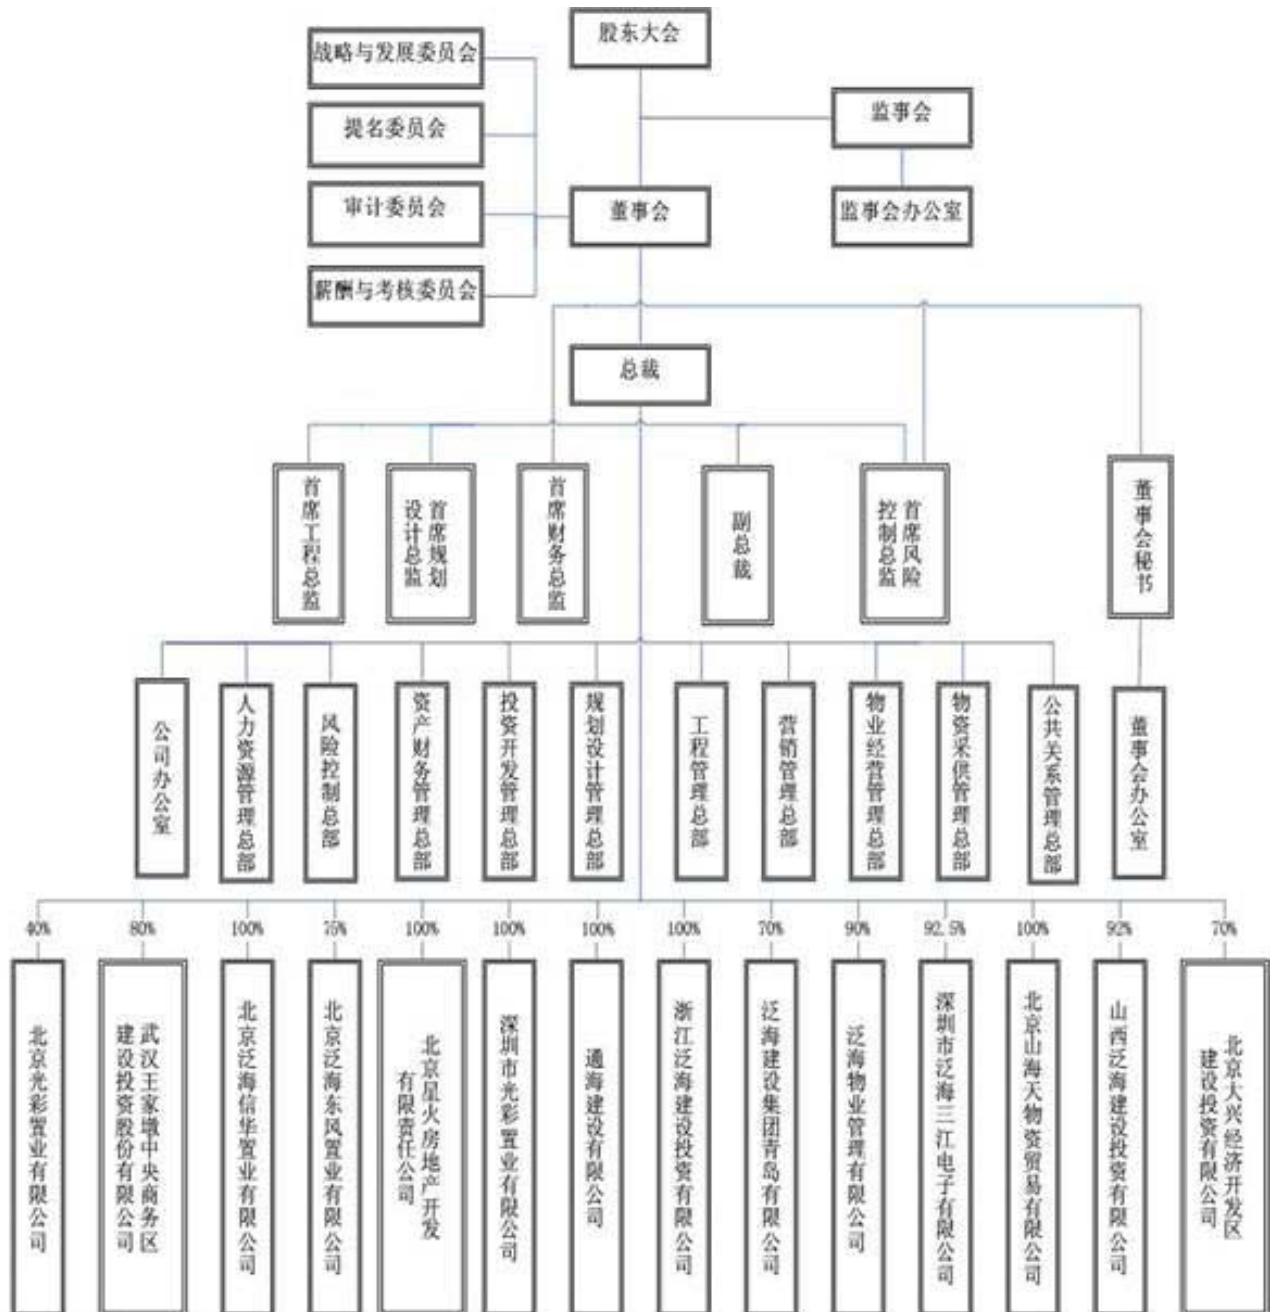 股东大会
战略与发展委员会
监事会
提名委员会
审计委员会
董事会
监事会办公室
薪酬与考核委员会
总裁
首席工程总监
首席规划
设计总监
首席财务总监
副总裁
首席风险
控制总监
董事会秘书
公司办公室
人力资源管理总部
风险控制总部
资产财务管理总部
投资开发管理总部
规划设计管理总部
工程管理总部
营销管理总部
物业经营管理总部
物资采供管理总部
公共关系管理总部
董事会办公室
40%
80%
100%
75%
100%
100%
100%
100%
70%
90%
92.5%
100%
92%
70%
北京光彩置业有限公司
武汉王家墩中央商务区
建设投资股份有限公司
北京泛海信华置业有限公司
北京泛海东风置业有限公司
北京星火房地产开发
有限责任公司
深圳市光彩置业有限公司
通海建设有限公司
浙江泛海建设投资有限公司
泛海建设集团青岛有限公司
泛海物业管理有限公司
深圳市泛海三江电子有限公司
北京山海天物资贸易有限公司
山西泛海建设投资有限公司
北京大兴经济开发区
建设投资有限公司